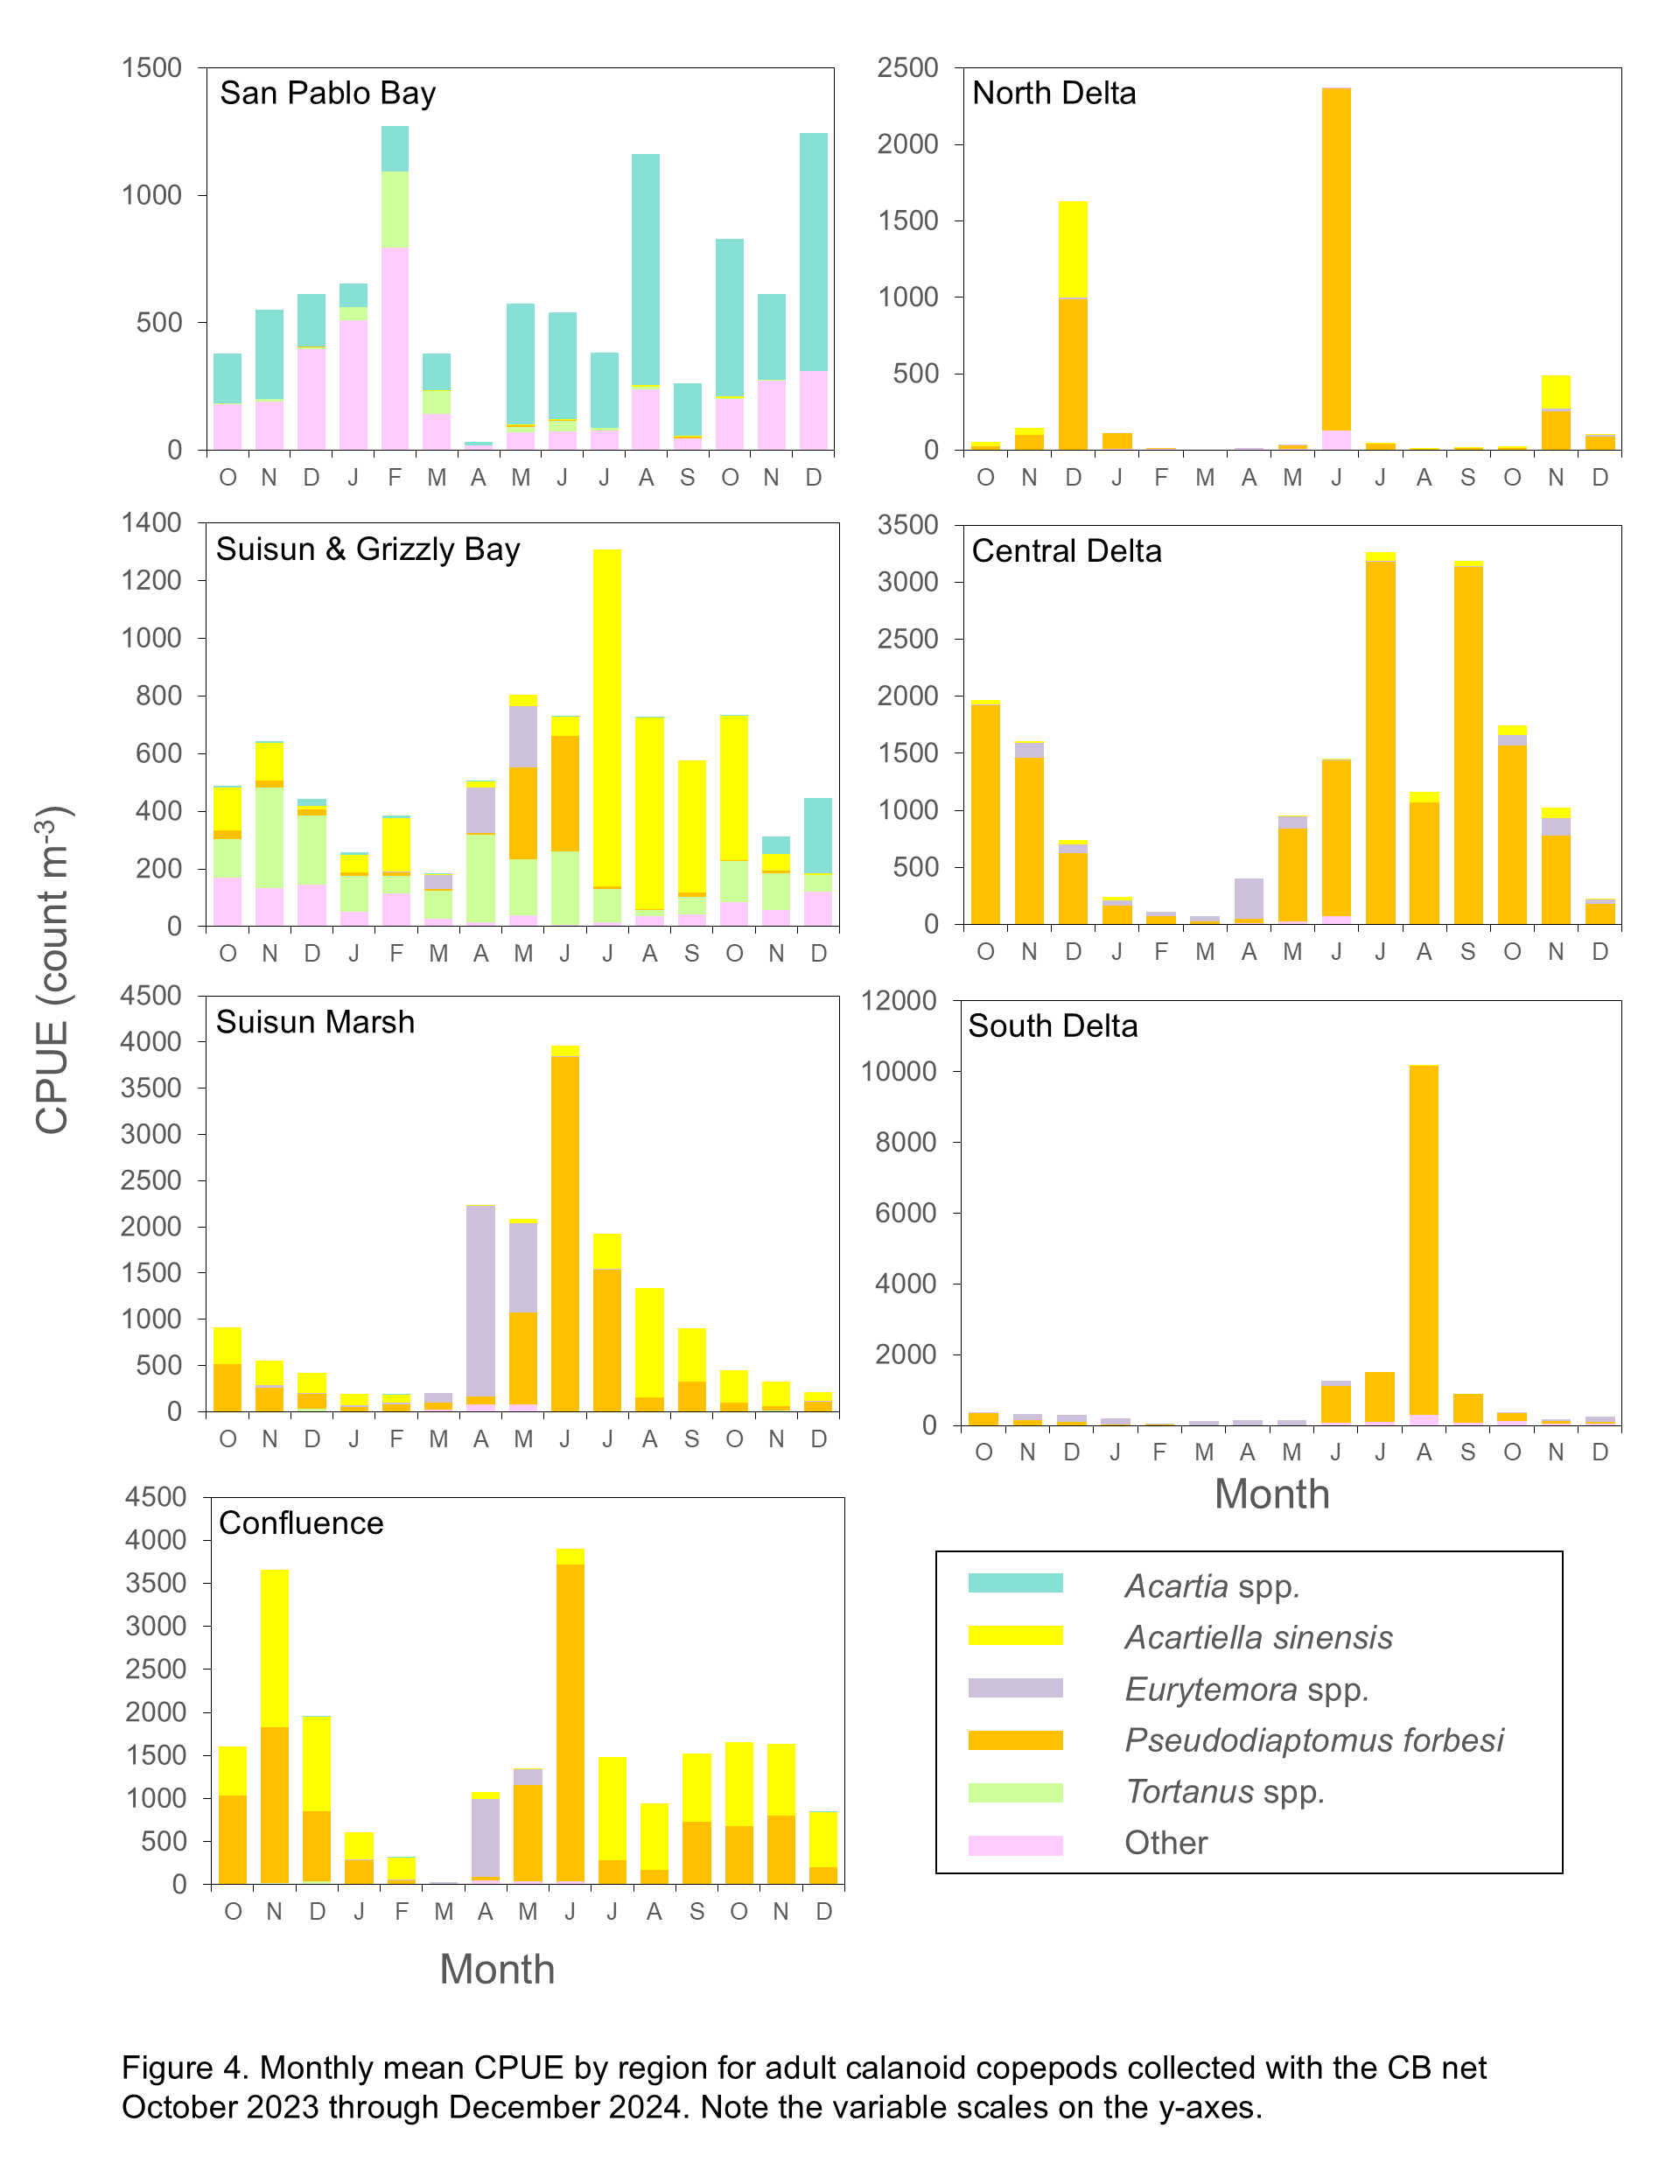 CPUE (count m-3)
San Pablo Bay
1500
1000
500
0
O N D J F M A M J J A S O N D
North Delta
2500
2000
1500
1000
500
0
O N D J F M A M J J A S O N D
Suisun & Grizzly Bay
1400
1200
1000
800
600
400
200
0
O N D J F M A M J J A S O N D
Central Delta
3500
3000
2500
2000
1500
1000
500
0
O N D J F M A M J J A S O N D
Suisun Marsh
4500
4000
3500
3000
2500
2000
1500
1000
500
0
O N D J F M A M J J A S O N D
South Delta
12000
10000
8000
6000
4000
2000
0
O N D J F M A M J J A S O N D
Month
Confluence
4500
4000
3500
3000
2500
2000
1500
1000
500
0
O N D J F M A M J J A S O N D
Month
Acartia spp.
Acartiella sinensis
Eurytemora spp.
Pseudodiaptomus forbesi
Tortanus spp.
Other
Figure 4. Monthly mean CPUE by region for adult calanoid copepods collected with the CB net
October 2023 through December 2024. Note the variable scales on the y-axes.